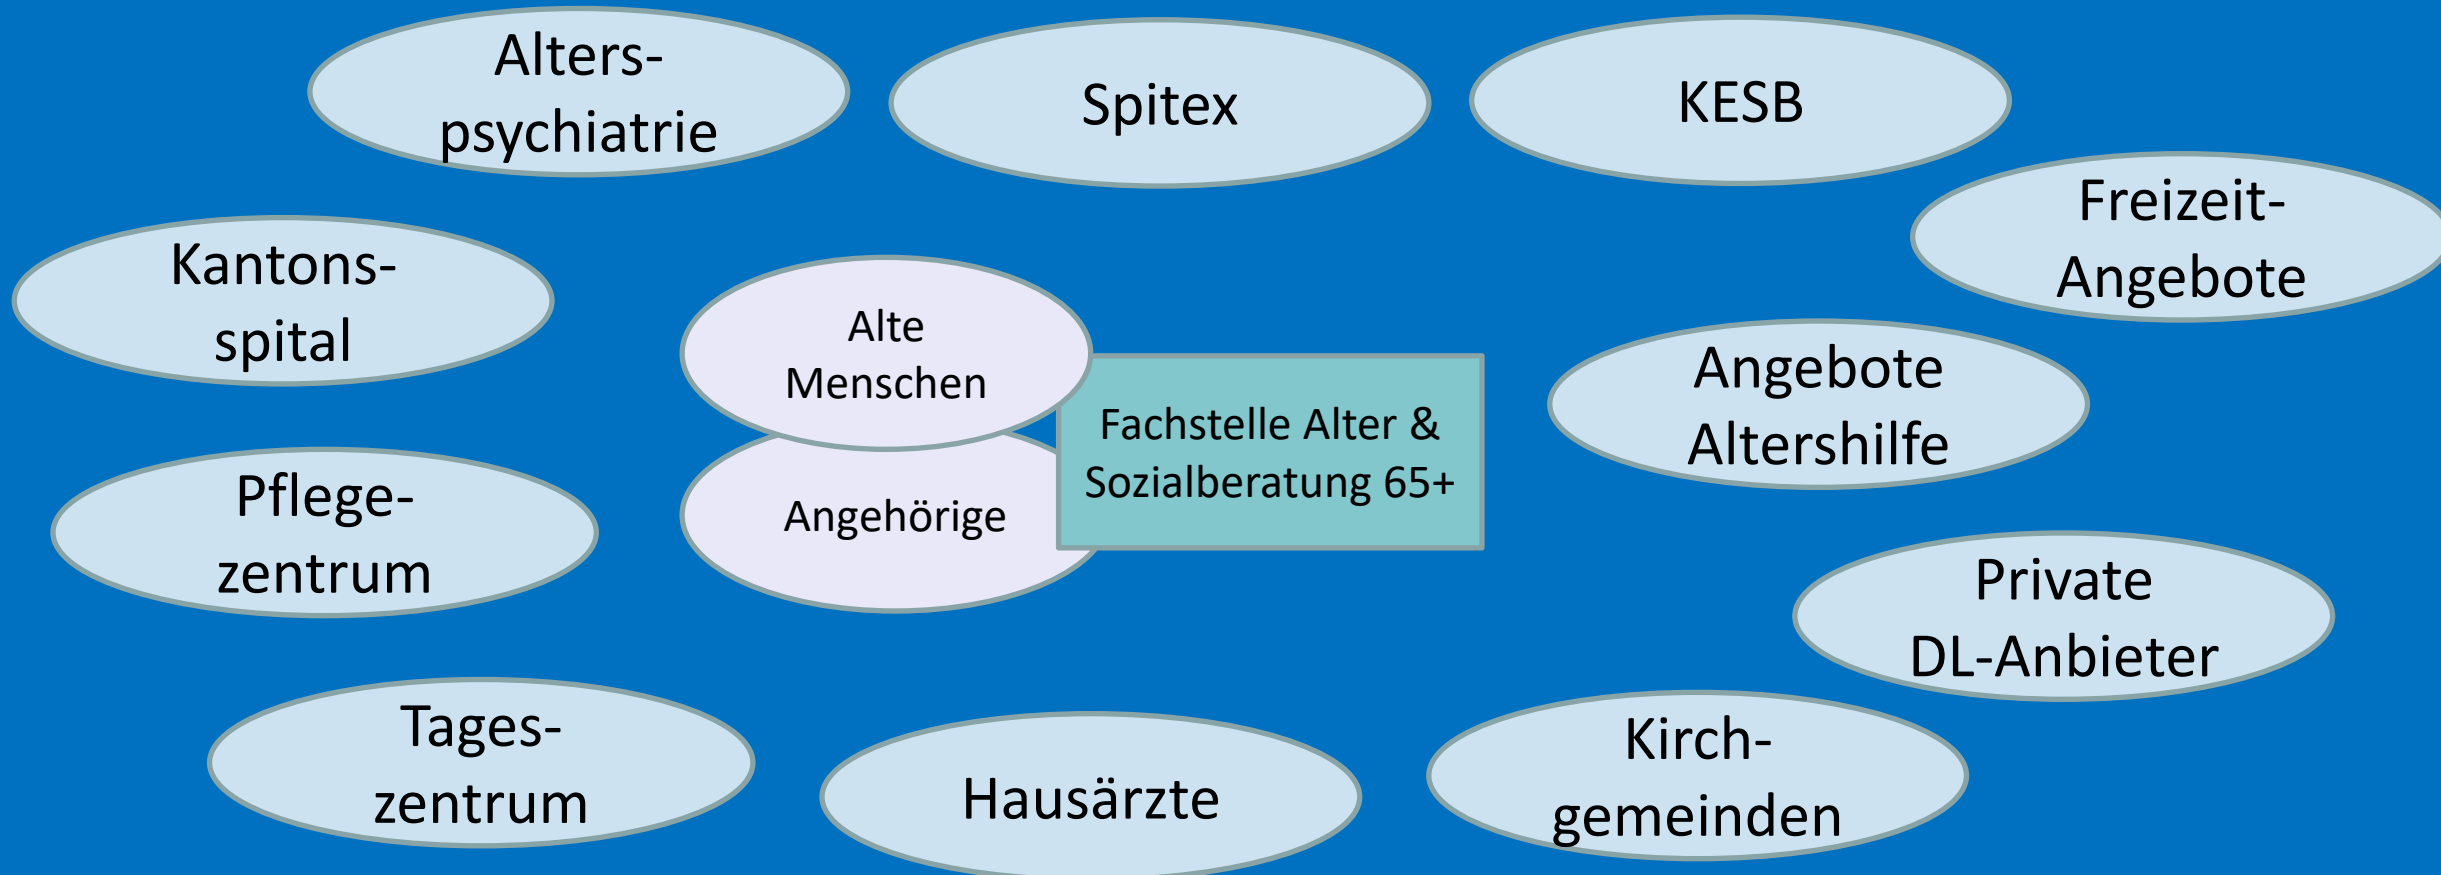 Alters-
psychiatrie
Spitex
KESB
Freizeit-
Angebote
Kantons-
spital
Alte
Menschen
Angehörige
Fachstelle Alter &
Sozialberatung 65+
Angebote
Altershilfe
Pflege-
zentrum
Private
DL-Anbieter
Tages-
zentrum
Hausärzte
Kirch-
gemeinden